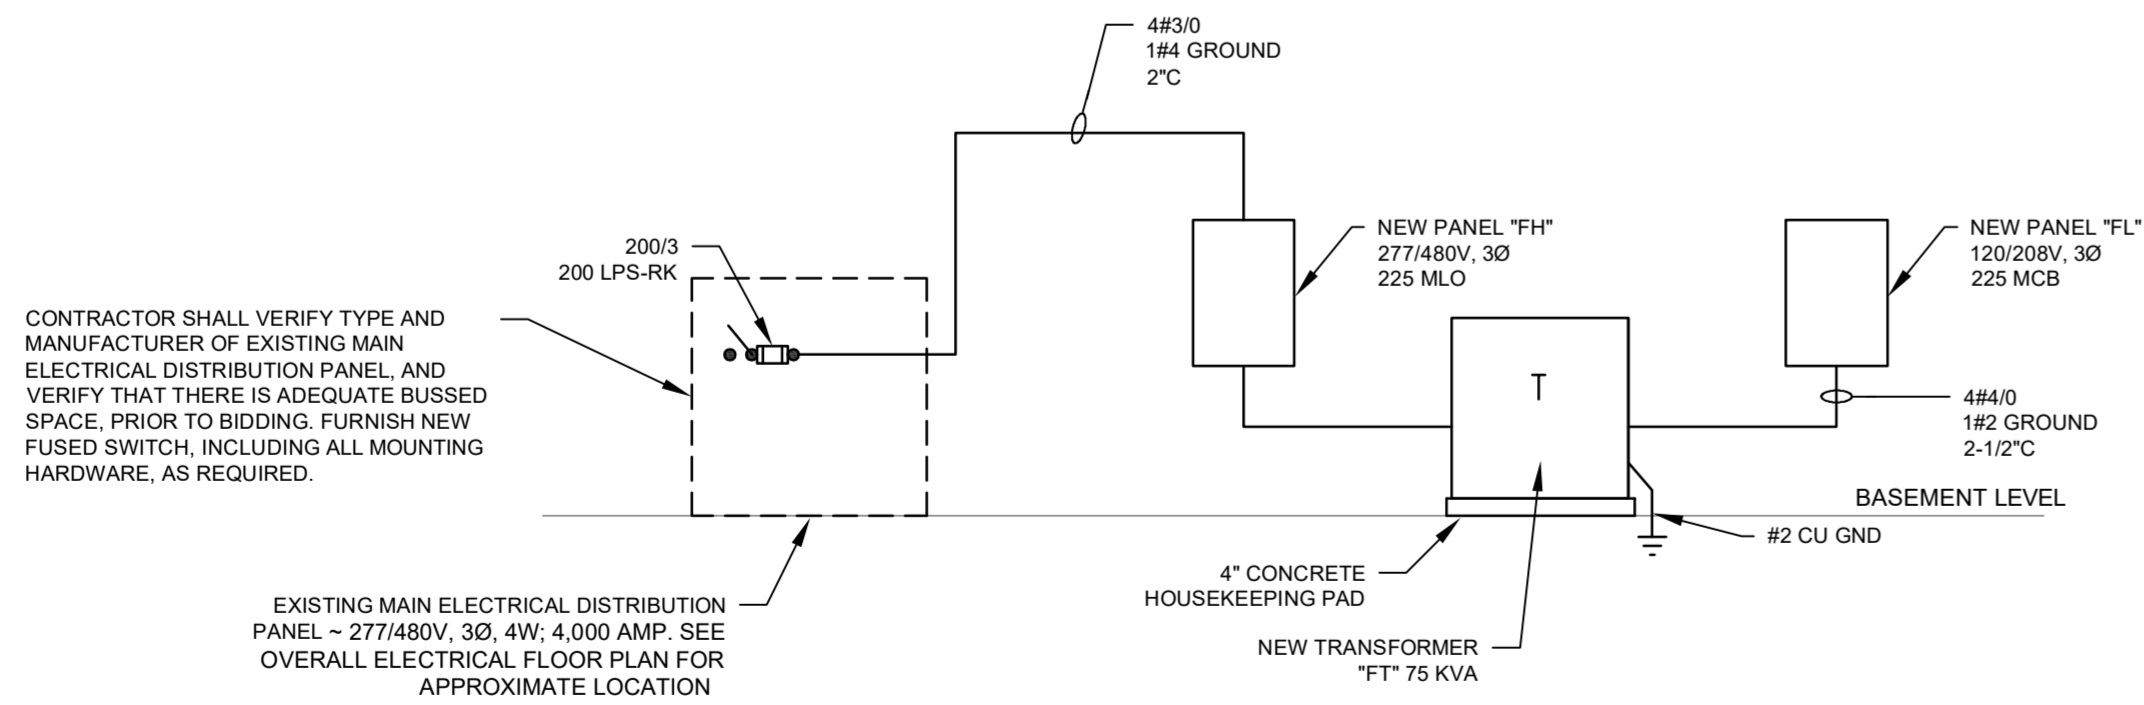 4#3/0
1#4 GROUND
2"C
200/3
200 LPS-RK
NEW PANEL "FH"
277/480V, 3Ø
225 MLO
NEW PANEL "FL"
120/208V, 3Ø
225 MCB
CONTRACTOR SHALL VERIFY TYPE AND
MANUFACTURER OF EXISTING MAIN
ELECTRICAL DISTRIBUTION PANEL, AND
VERIFY THAT THERE IS ADEQUATE BUSSED
SPACE, PRIOR TO BIDDING. FURNISH NEW
FUSED SWITCH, INCLUDING ALL MOUNTING
HARDWARE, AS REQUIRED.
T
4#4/0
1#2 GROUND
2-1/2"C
BASEMENT LEVEL
#2 CU GND
4" CONCRETE
HOUSEKEEPING PAD
EXISTING MAIN ELECTRICAL DISTRIBUTION
PANEL ~ 277/480V, 3Ø, 4W; 4,000 AMP. SEE
OVERALL ELECTRICAL FLOOR PLAN FOR
APPROXIMATE LOCATION
NEW TRANSFORMER
"FT" 75 KVA